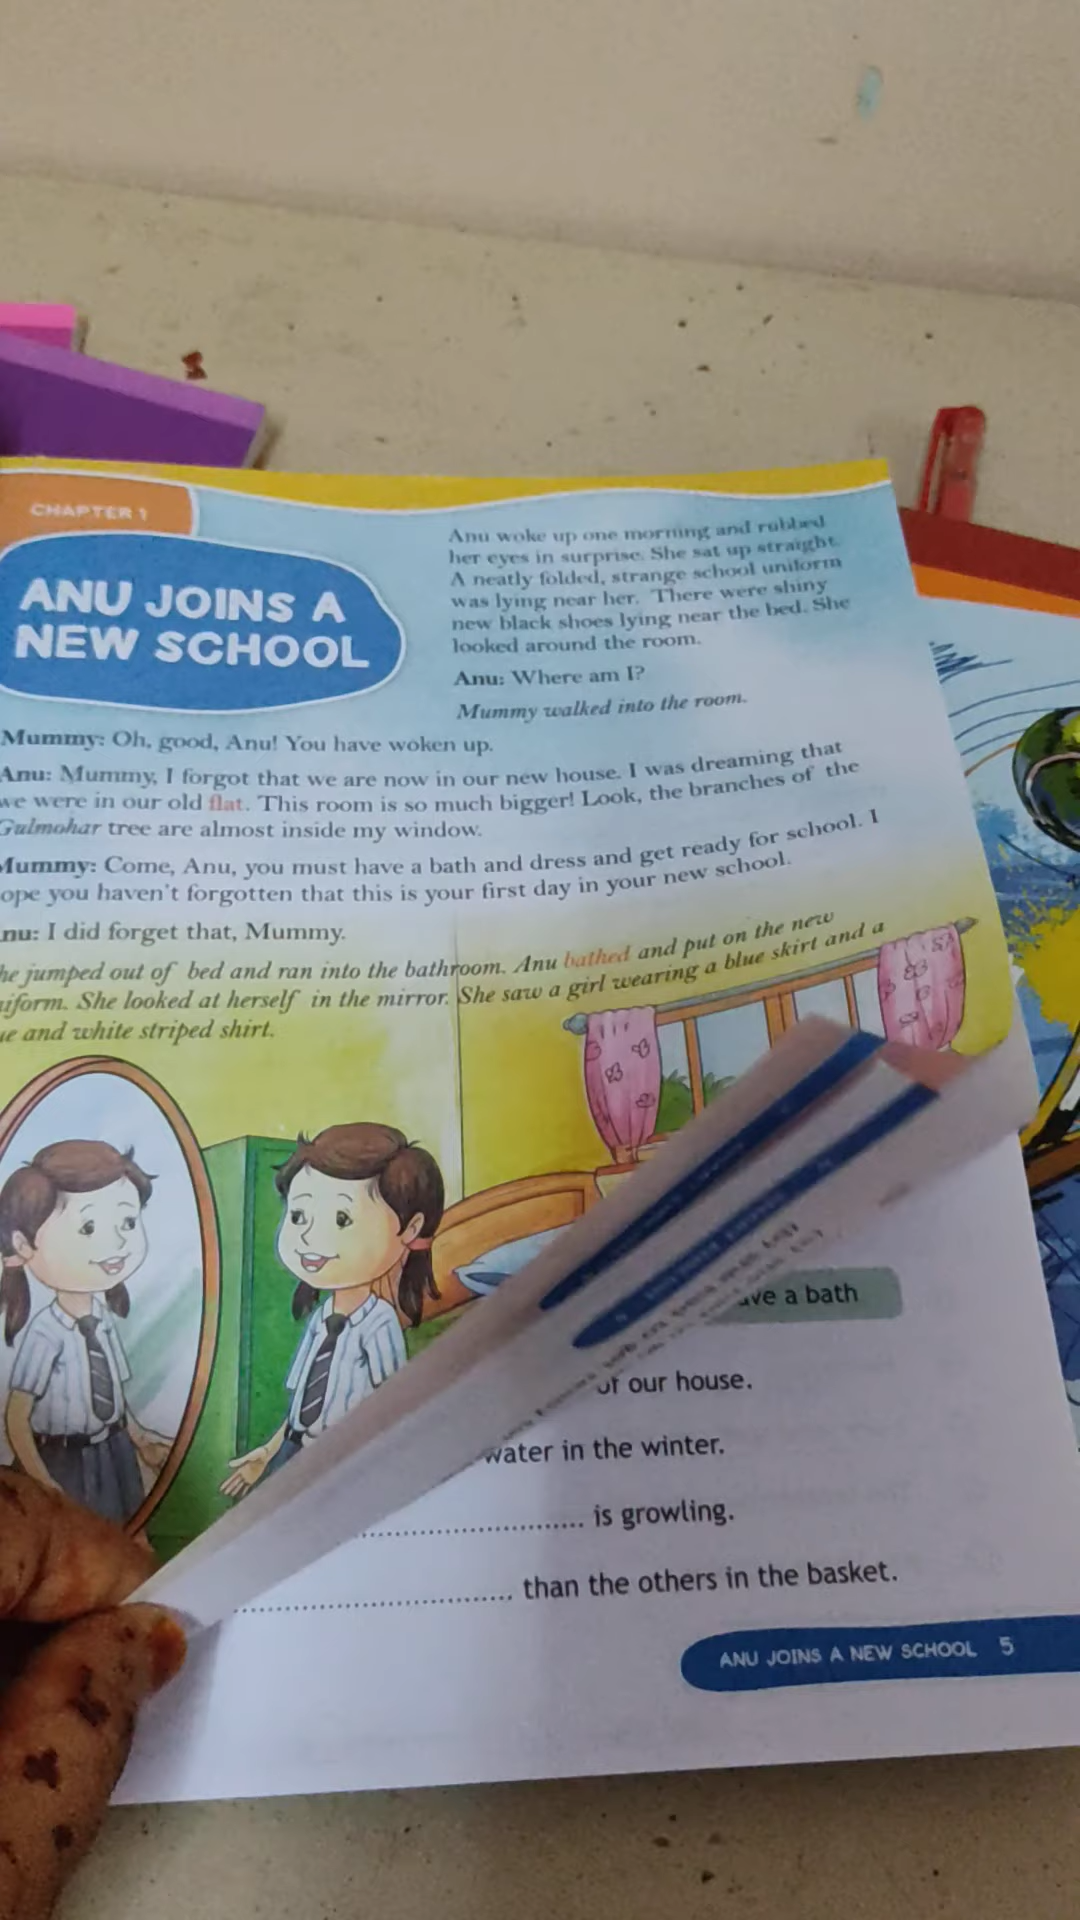 CHAPTER 1
ANU JOINS A
NEW SCHOOL
Anu woke up one morning and rubbed
her eyes in surprise. She sat up straight.
A neatly folded, strange school uniform
was lying near her. There were shiny
new black shoes lying near the bed. She
looked around the room.
Anu: Where am I?
Mummy walked into the room.
Mummy: Oh, good, Anu! You have woken up.
Anu: Mummy, I forgot that we are now in our new house. I was dreaming that
we were in our old flat. This room is so much bigger! Look, the branches of the
Gulmohar tree are almost inside my window.
Mummy: Come, Anu, you must have a bath and dress and get ready for school. I
ope you haven't forgotten that this is your first day in your new school.
nu: I did forget that, Mummy.
he jumped out of bed and ran into the bathroom. Anu bathed and put on the new
niform. She looked at herself in the mirror. She saw a girl wearing a blue skirt and a
ue and white striped shirt.
ave a bath
of our house.
water in the winter.
.............................. is growling.
.............................. than the others in the basket.
ANU JOINS A NEW SCHOOL 5